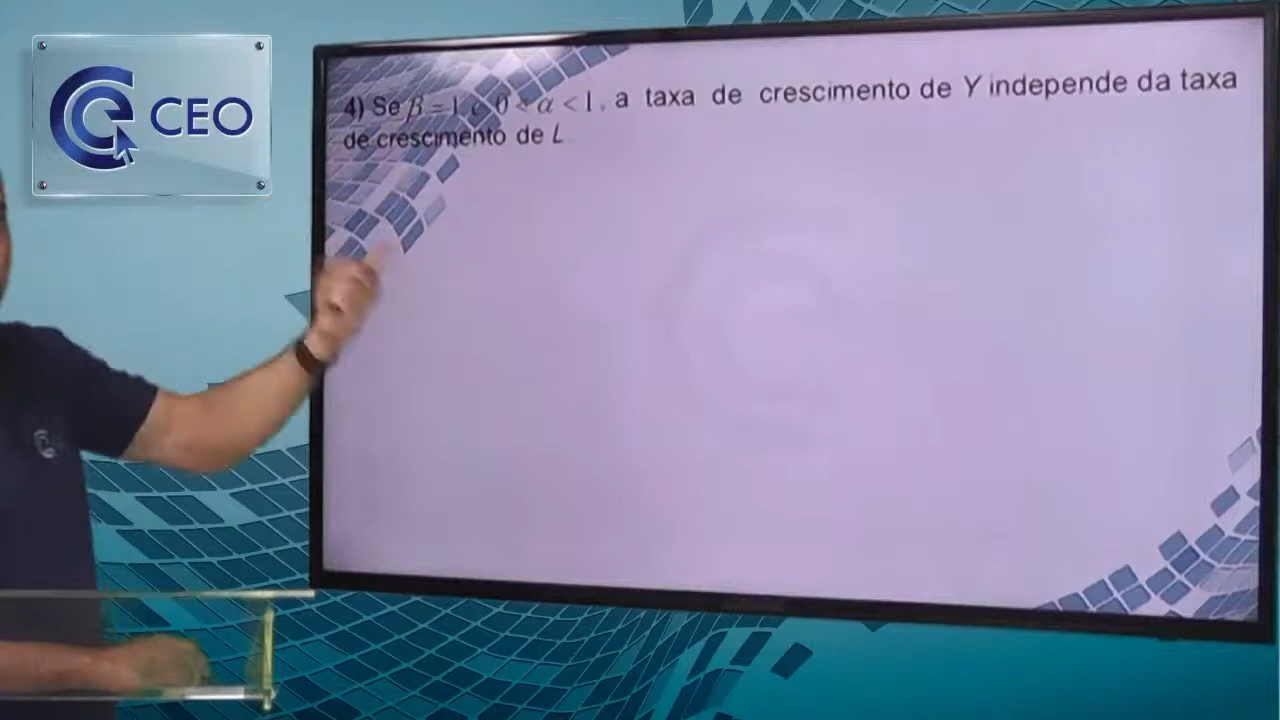 CEO
4) Se β = 1 e 0 < α < 1, a taxa de crescimento de Y independe da taxa
de crescimento de L